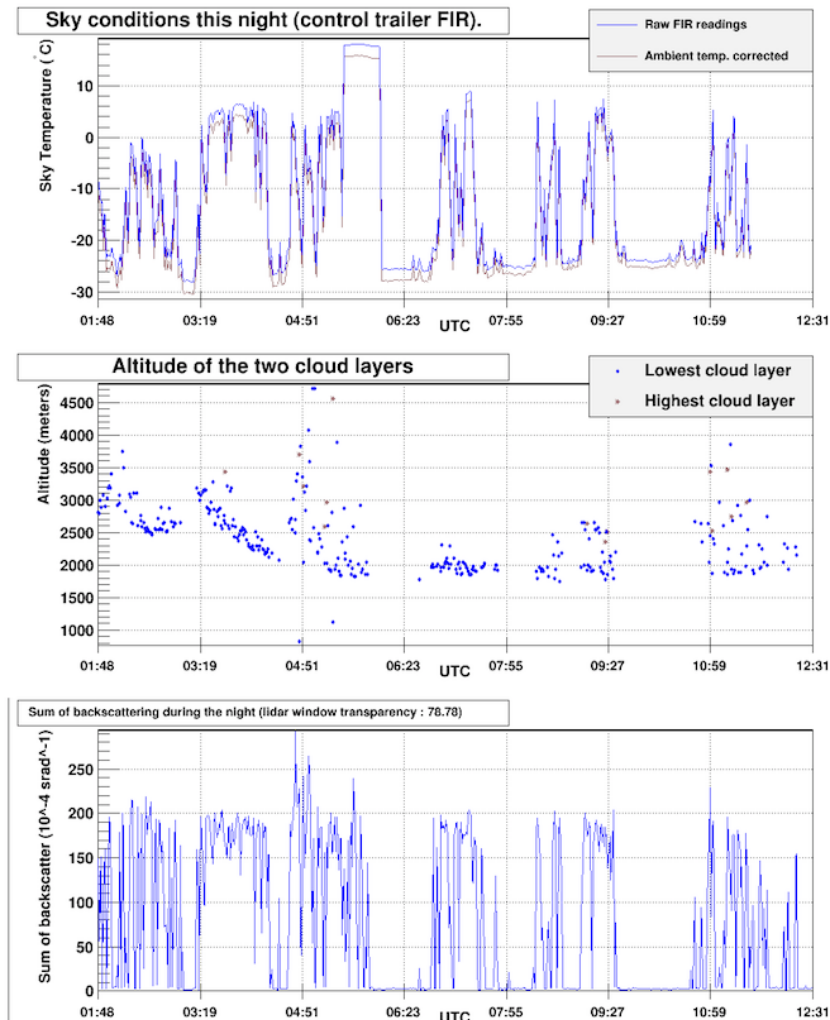 Sky conditions this night (control trailer FIR).
Raw FIR readings
Ambient temp. corrected
Sky Temperature (°C)
10
0
-10
-20
-30
01:48 03:19 04:51 06:23 07:55 09:27 10:59 12:31
UTC
Altitude of the two cloud layers
Lowest cloud layer
Highest cloud layer
Altitude (meters)
4500
4000
3500
3000
2500
2000
1500
1000
01:48 03:19 04:51 06:23 07:55 09:27 10:59 12:31
UTC
Sum of backscattering during the night (lidar window transparency : 78.78)
Sum of backscatter (10^-4 srad^-1)
250
200
150
100
50
0
01:48 03:19 04:51 06:23 07:55 09:27 10:59 12:31
UTC